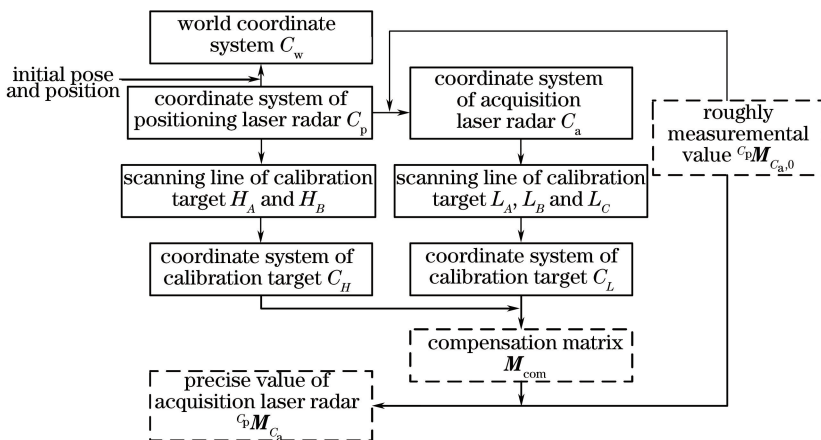 world coordinate
system C_w
initial pose
and position
coordinate system of
positioning laser radar C_p
coordinate system
of acquisition
laser radar C_a
roughly
measuremental
value ^{C_p}M_{C_a,0}
scanning line of calibration
target H_A and H_B
scanning line of calibration
target L_A, L_B and L_C
coordinate system of
calibration target C_H
coordinate system of
calibration target C_L
compensation matrix
M_com
precise value of
acquisition laser radar
^{C_p}M_{C_a}